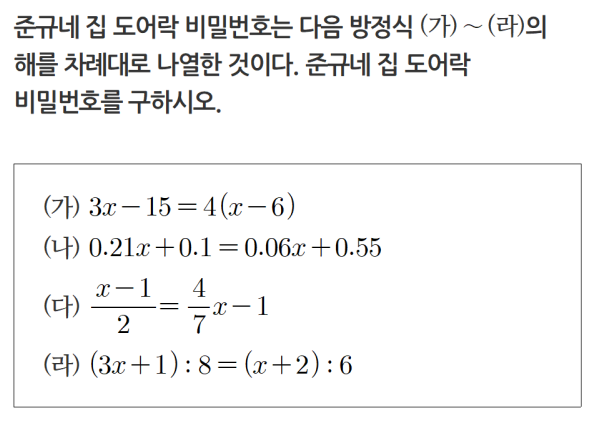 준규네 집 도어락 비밀번호는 다음 방정식 (가) ~ (라)의
해를 차례대로 나열한 것이다. 준규네 집 도어락
비밀번호를 구하시오.
(가) 3x-15=4(x-6)
(나) 0.21x+0.1=0.06x+0.55
(다) (x-1)/2 = 4/7 x-1
(라) (3x+1):8=(x+2):6